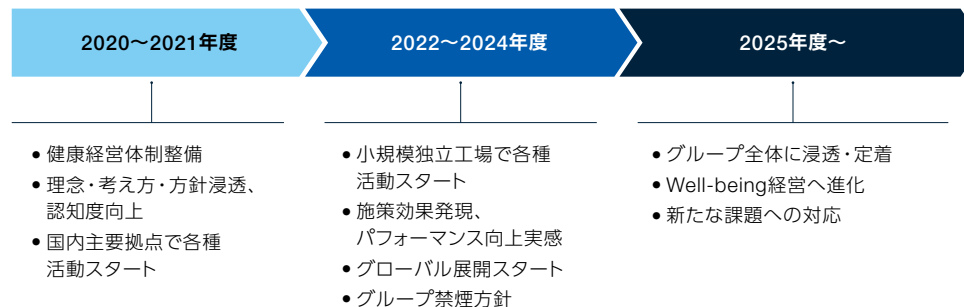 2020〜2021年度
2022〜2024年度
2025年度〜
• 健康経営体制整備
• 理念・考え方・方針浸透、
認知度向上
• 国内主要拠点で各種
活動スタート
• 小規模独立工場で各種
活動スタート
• 施策効果発現、
パフォーマンス向上実感
• グローバル展開スタート
• グループ禁煙方針
• グループ全体に浸透・定着
• Well-being経営へ進化
• 新たな課題への対応